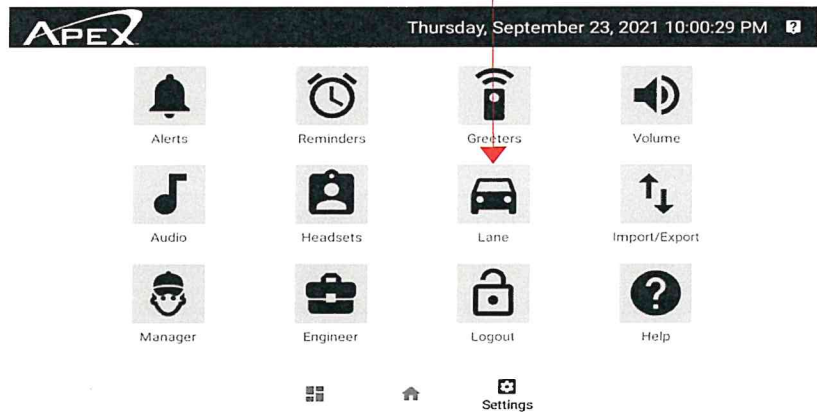 APEX Thursday, September 23, 2021 10:00:29 PM ?
Alerts Reminders Greeters Volume
Audio Headsets Lane Import/Export
Manager Engineer Logout ? Help
Settings